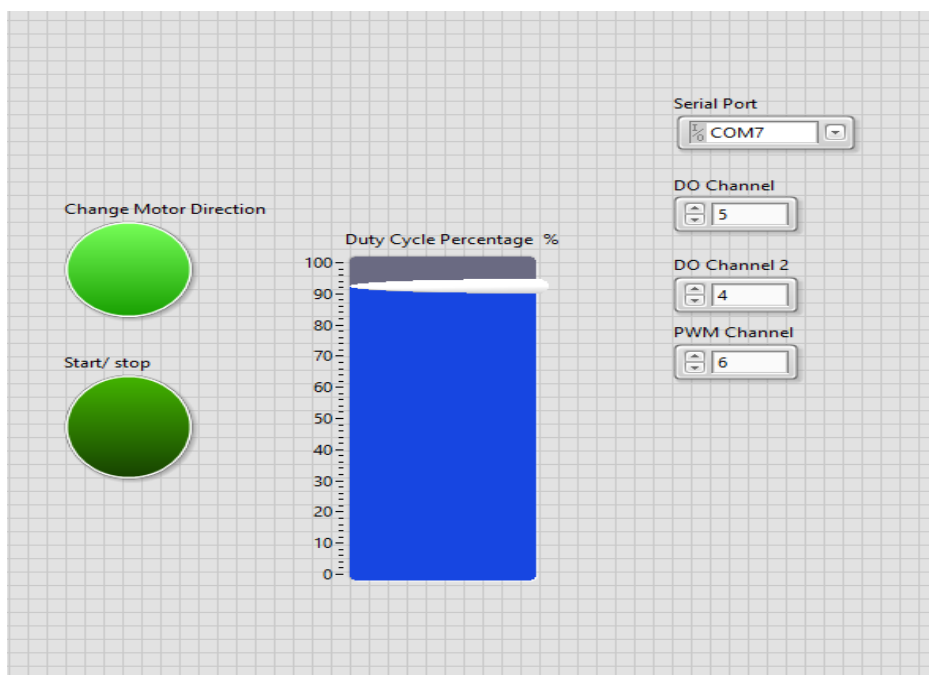 Serial Port
I/O COM7
DO Channel
5
Change Motor Direction
Duty Cycle Percentage %
100
90
80
70
60
50
40
30
20
10
0
DO Channel 2
4
PWM Channel
6
Start/ stop